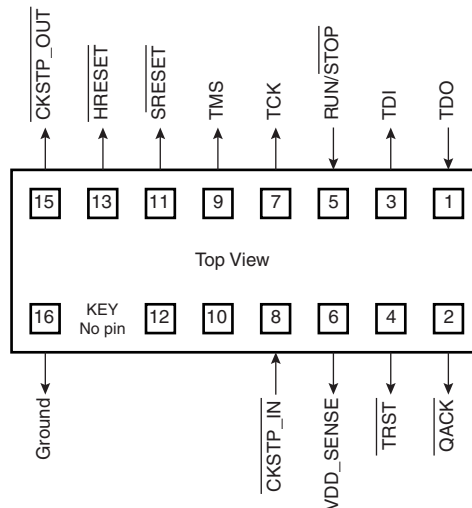 CKSTP_OUT
HRESET
SRESET
TMS
TCK
RUN/STOP
TDI
TDO
15
13
11
9
7
5
3
1
Top View
16
KEY
No pin
12
10
8
6
4
2
Ground
CKSTP_IN
VDD_SENSE
TRST
QACK